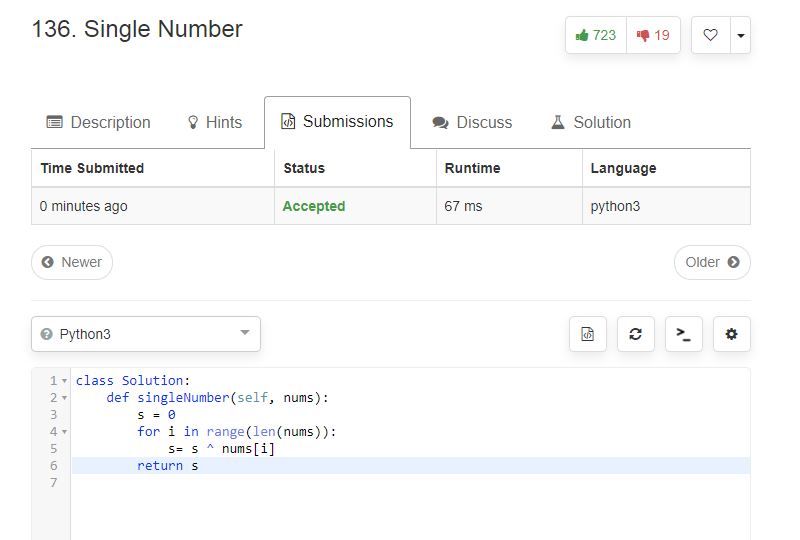 136. Single Number
723 19
Description Hints Submissions Discuss Solution
Time Submitted Status Runtime Language
0 minutes ago Accepted 67 ms python3
Newer Older
Python3
1 class Solution:
2     def singleNumber(self, nums):
3         s = 0
4         for i in range(len(nums)):
5             s= s ^ nums[i]
6         return s
7